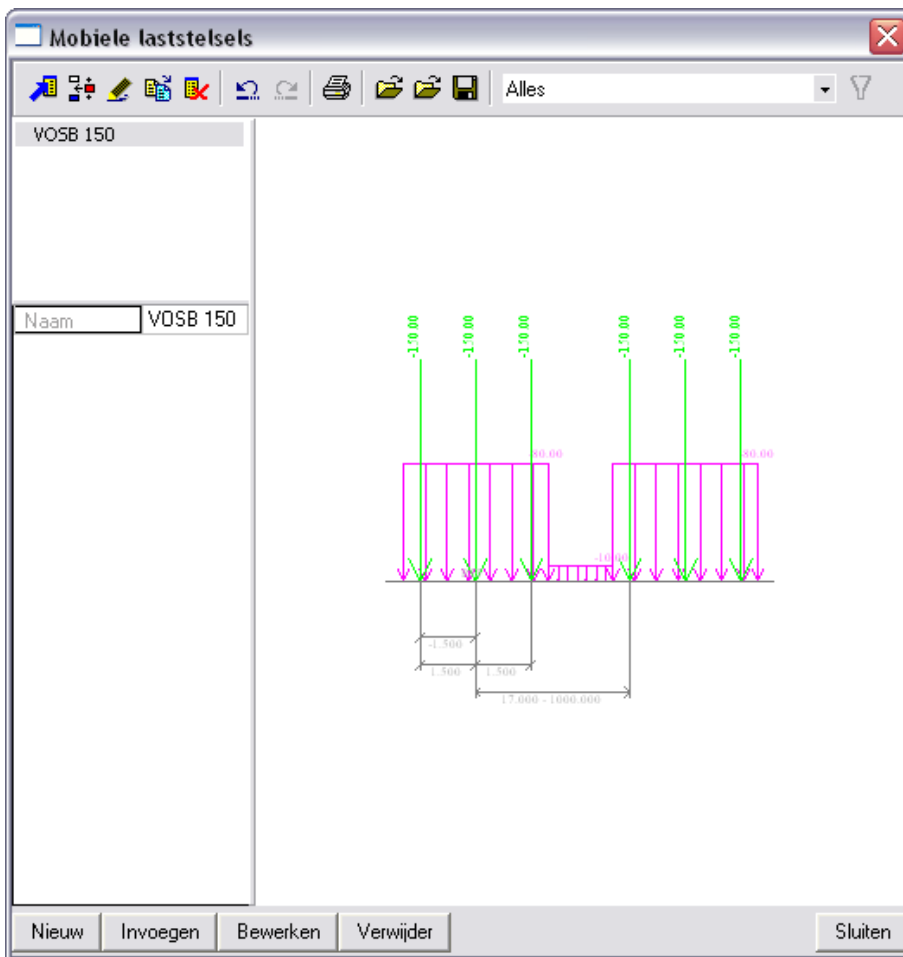 Mobiele laststelsels
Alles
VOSB 150
Naam VOSB 150
-150.00 -150.00 -150.00 -150.00 -150.00 -150.00
-80.00 -80.00
-10.00
-1.500
1.500 1.500
17.000 - 1000.000
Nieuw Invoegen Bewerken Verwijder Sluiten